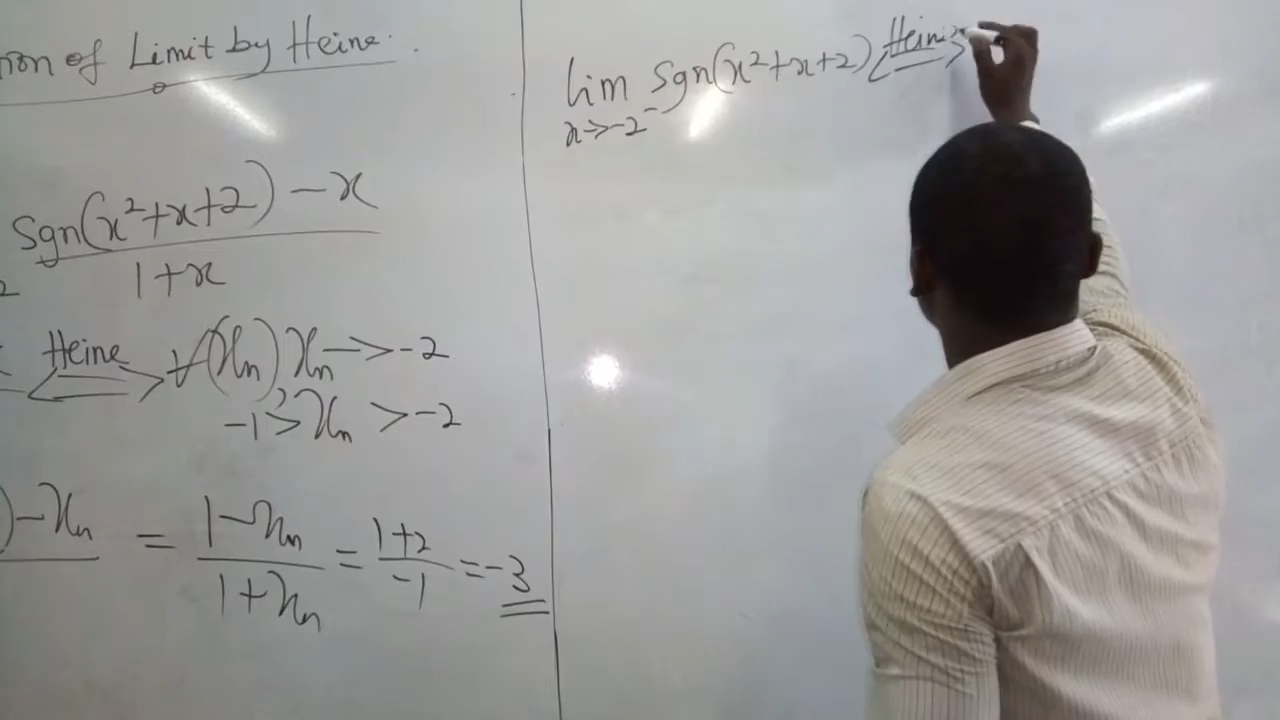 ion of Limit by Heine.
Sgn(x²+x+2) - x
1+x
2
Heine ∀(xn) xn -> -2
-1 > xn > -2
) - xn = 1-xn = 1+2 = -3
1+xn -1
lim Sgn(x²+x+2) Heine
x->-2⁻